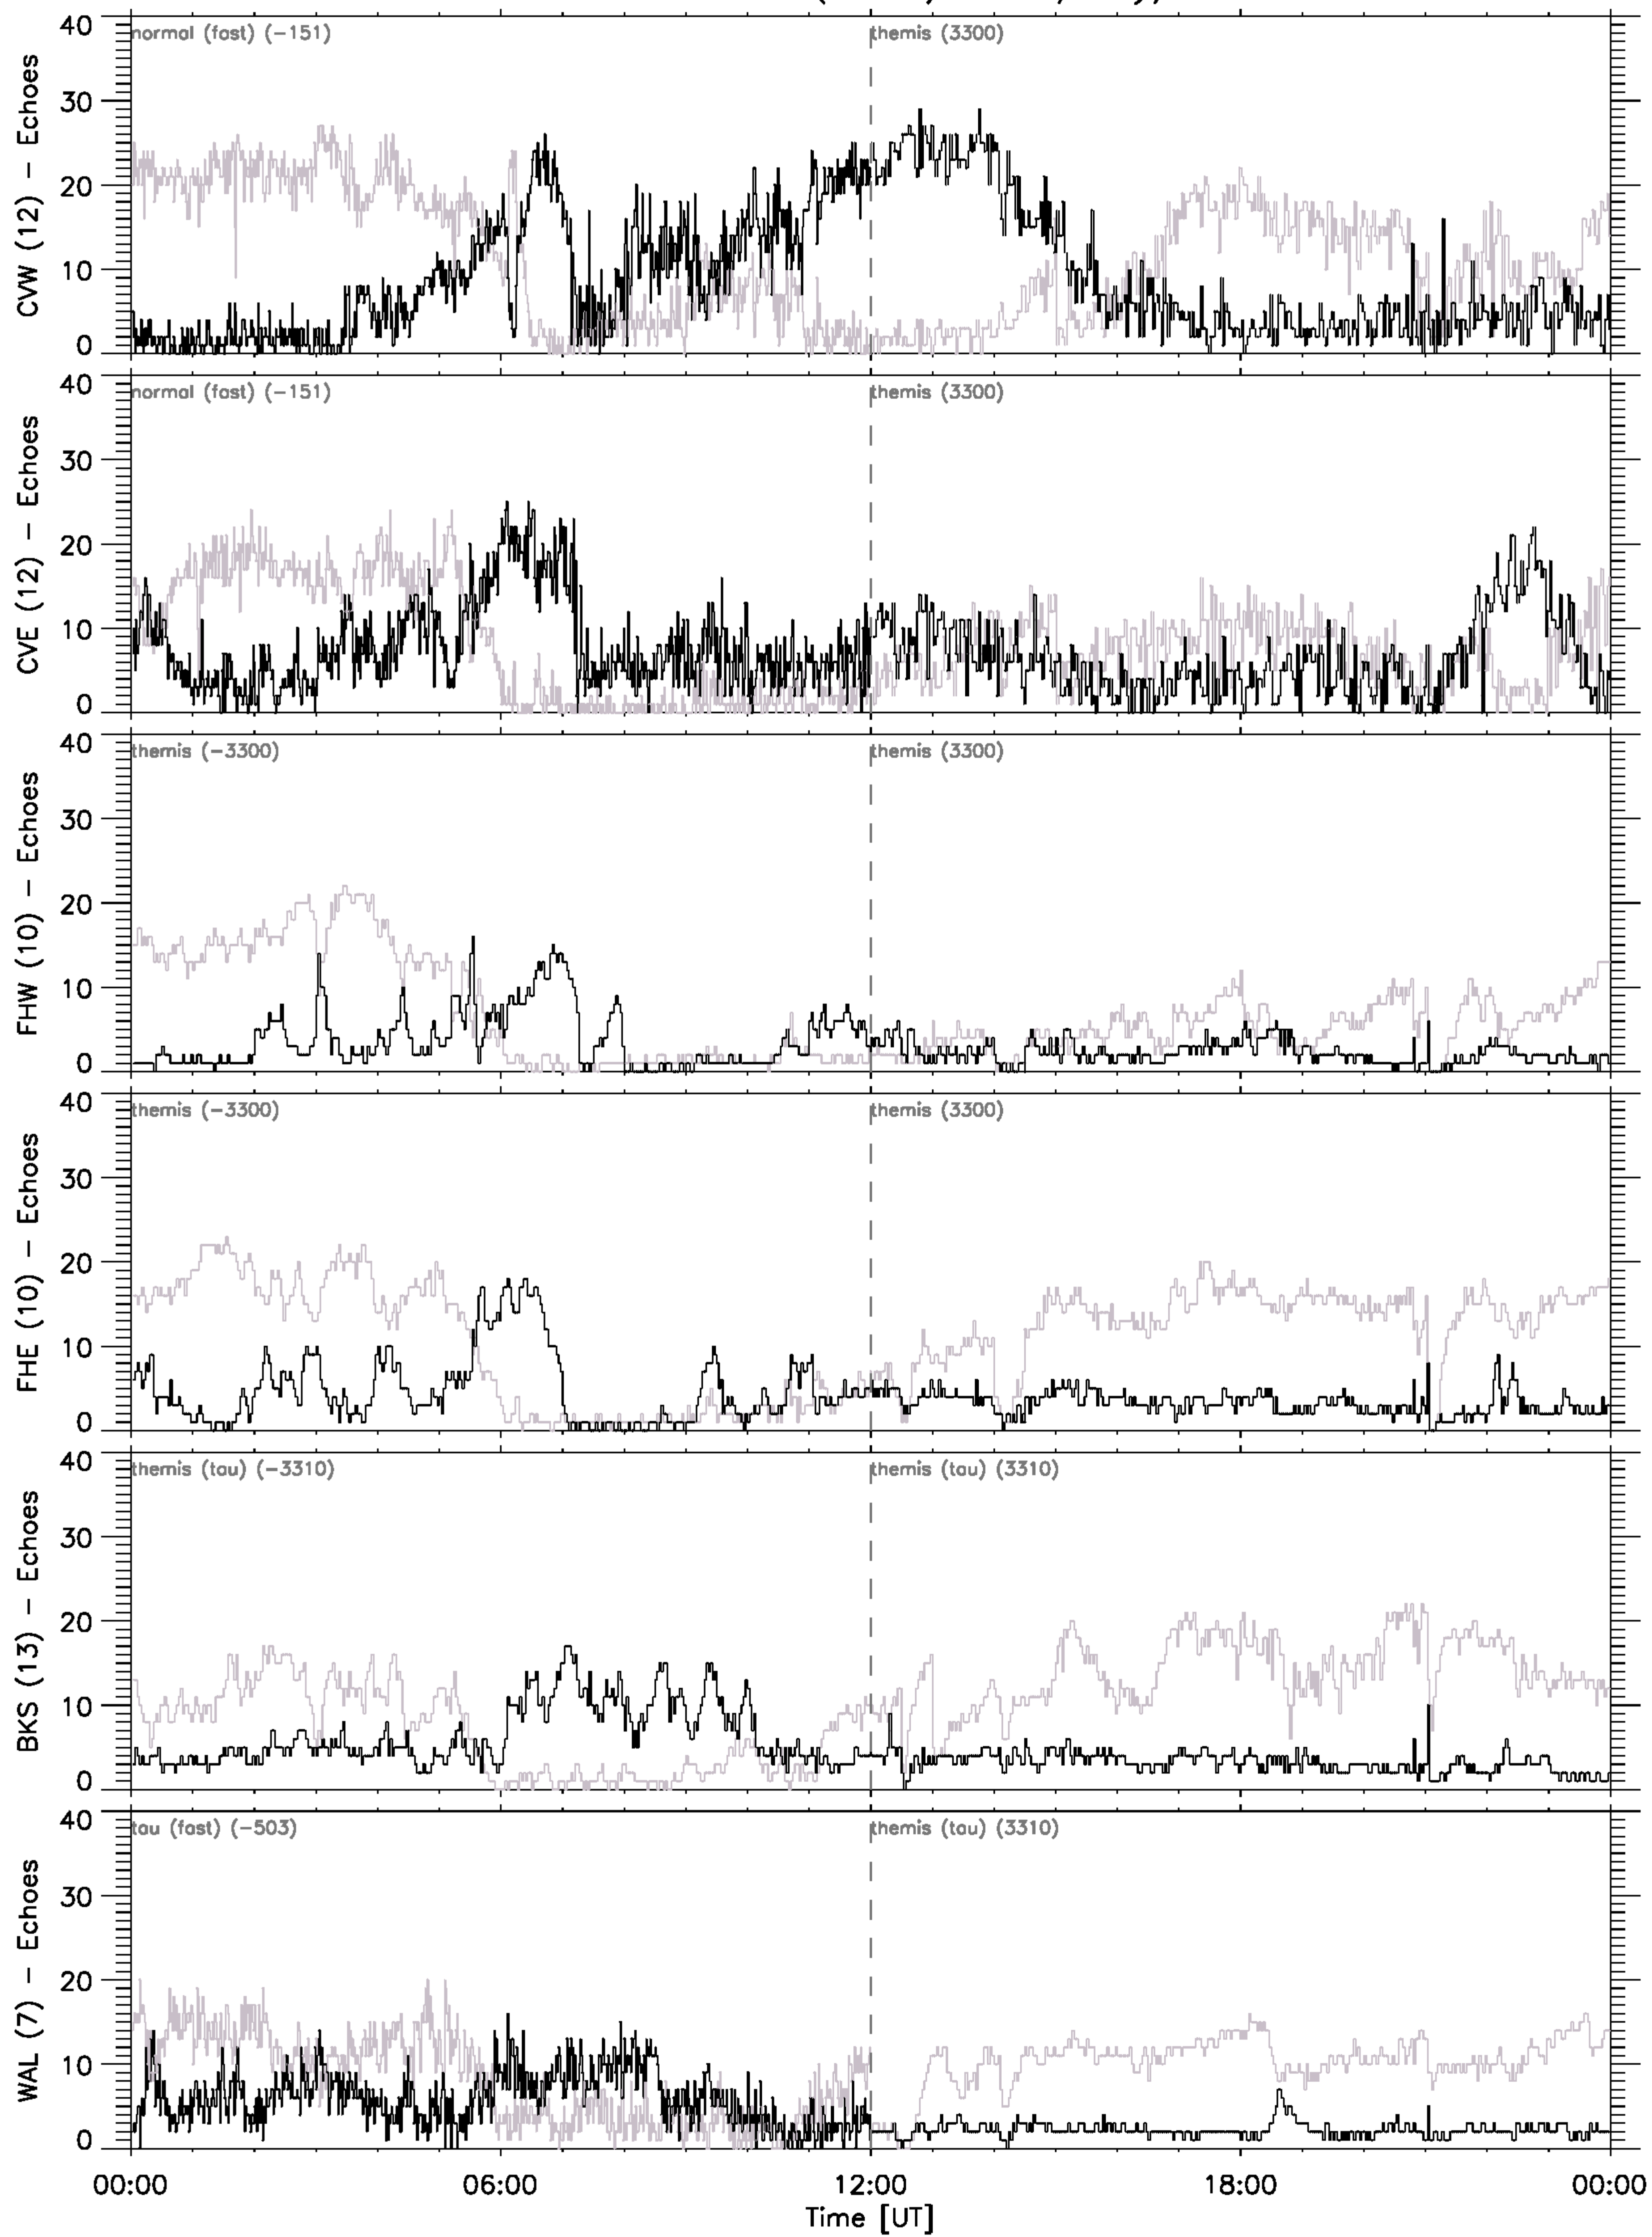 40
normal (fast) (-151)
themis (3300)
30
20
10
0
CVW (12) - Echoes
40
normal (fast) (-151)
themis (3300)
30
20
10
0
CVE (12) - Echoes
40
themis (-3300)
themis (3300)
30
20
10
0
FHW (10) - Echoes
40
themis (-3300)
themis (3300)
30
20
10
0
FHE (10) - Echoes
40
themis (tau) (-3310)
themis (tau) (3310)
30
20
10
0
BKS (13) - Echoes
40
tau (fast) (-503)
themis (tau) (3310)
30
20
10
0
WAL (7) - Echoes
00:00 06:00 12:00 18:00 00:00
Time [UT]